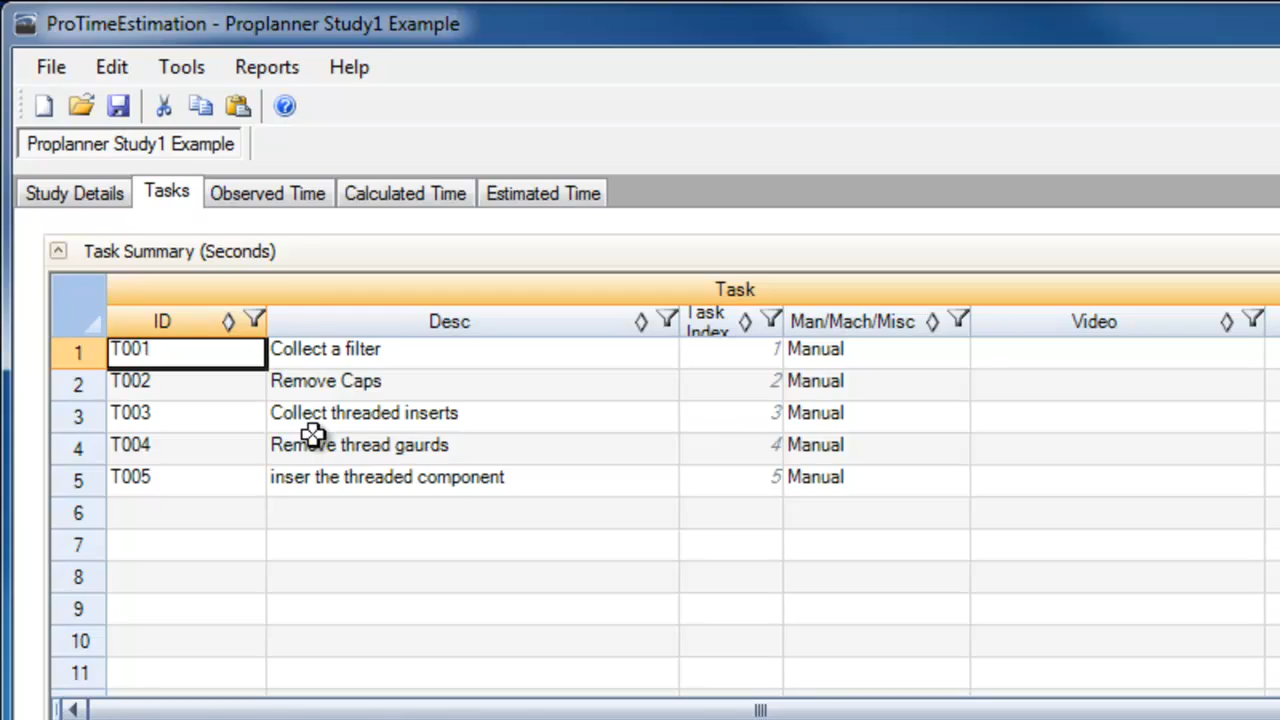 ProTimeEstimation - Proplanner Study1 Example
File Edit Tools Reports Help
Proplanner Study1 Example
Study Details Tasks Observed Time Calculated Time Estimated Time
Task Summary (Seconds)
Task
ID Desc Task Index Man/Mach/Misc Video
1 T001 Collect a filter 1 Manual
2 T002 Remove Caps 2 Manual
3 T003 Collect threaded inserts 3 Manual
4 T004 Remove thread gaurds 4 Manual
5 T005 inser the threaded component 5 Manual
6
7
8
9
10
11